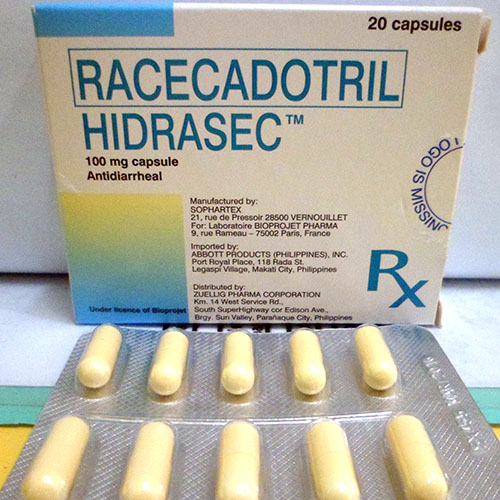 20 capsules
RACECADOTRIL
HIDRASEC™
100 mg capsule
Antidiarrheal
Manufactured by:
SOPHARTEX
21, rue de Pressoir 28500 VERNOUILLET
For: Laboratoire BIOPROJET PHARMA
9, rue Rameau – 75002 Paris, France
Imported by:
ABBOTT PRODUCTS (PHILIPPINES), INC.
Port Royal Place, 118 Rada St.
Legaspi Village, Makati City, Philippines
Distributed by:
ZUELLIG PHARMA CORPORATION
Km. 14 West Service Rd.,
South SuperHighway cor Edison Ave.,
Brgy. Sun Valley, Parañaque City, Philippines
Under licence of Bioprojet
Rx
LOGO IS MISSING